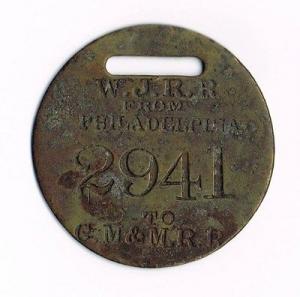 W.J.R.R
FROM
PHILADELPHIA
2941
TO
C.M&M.R.R